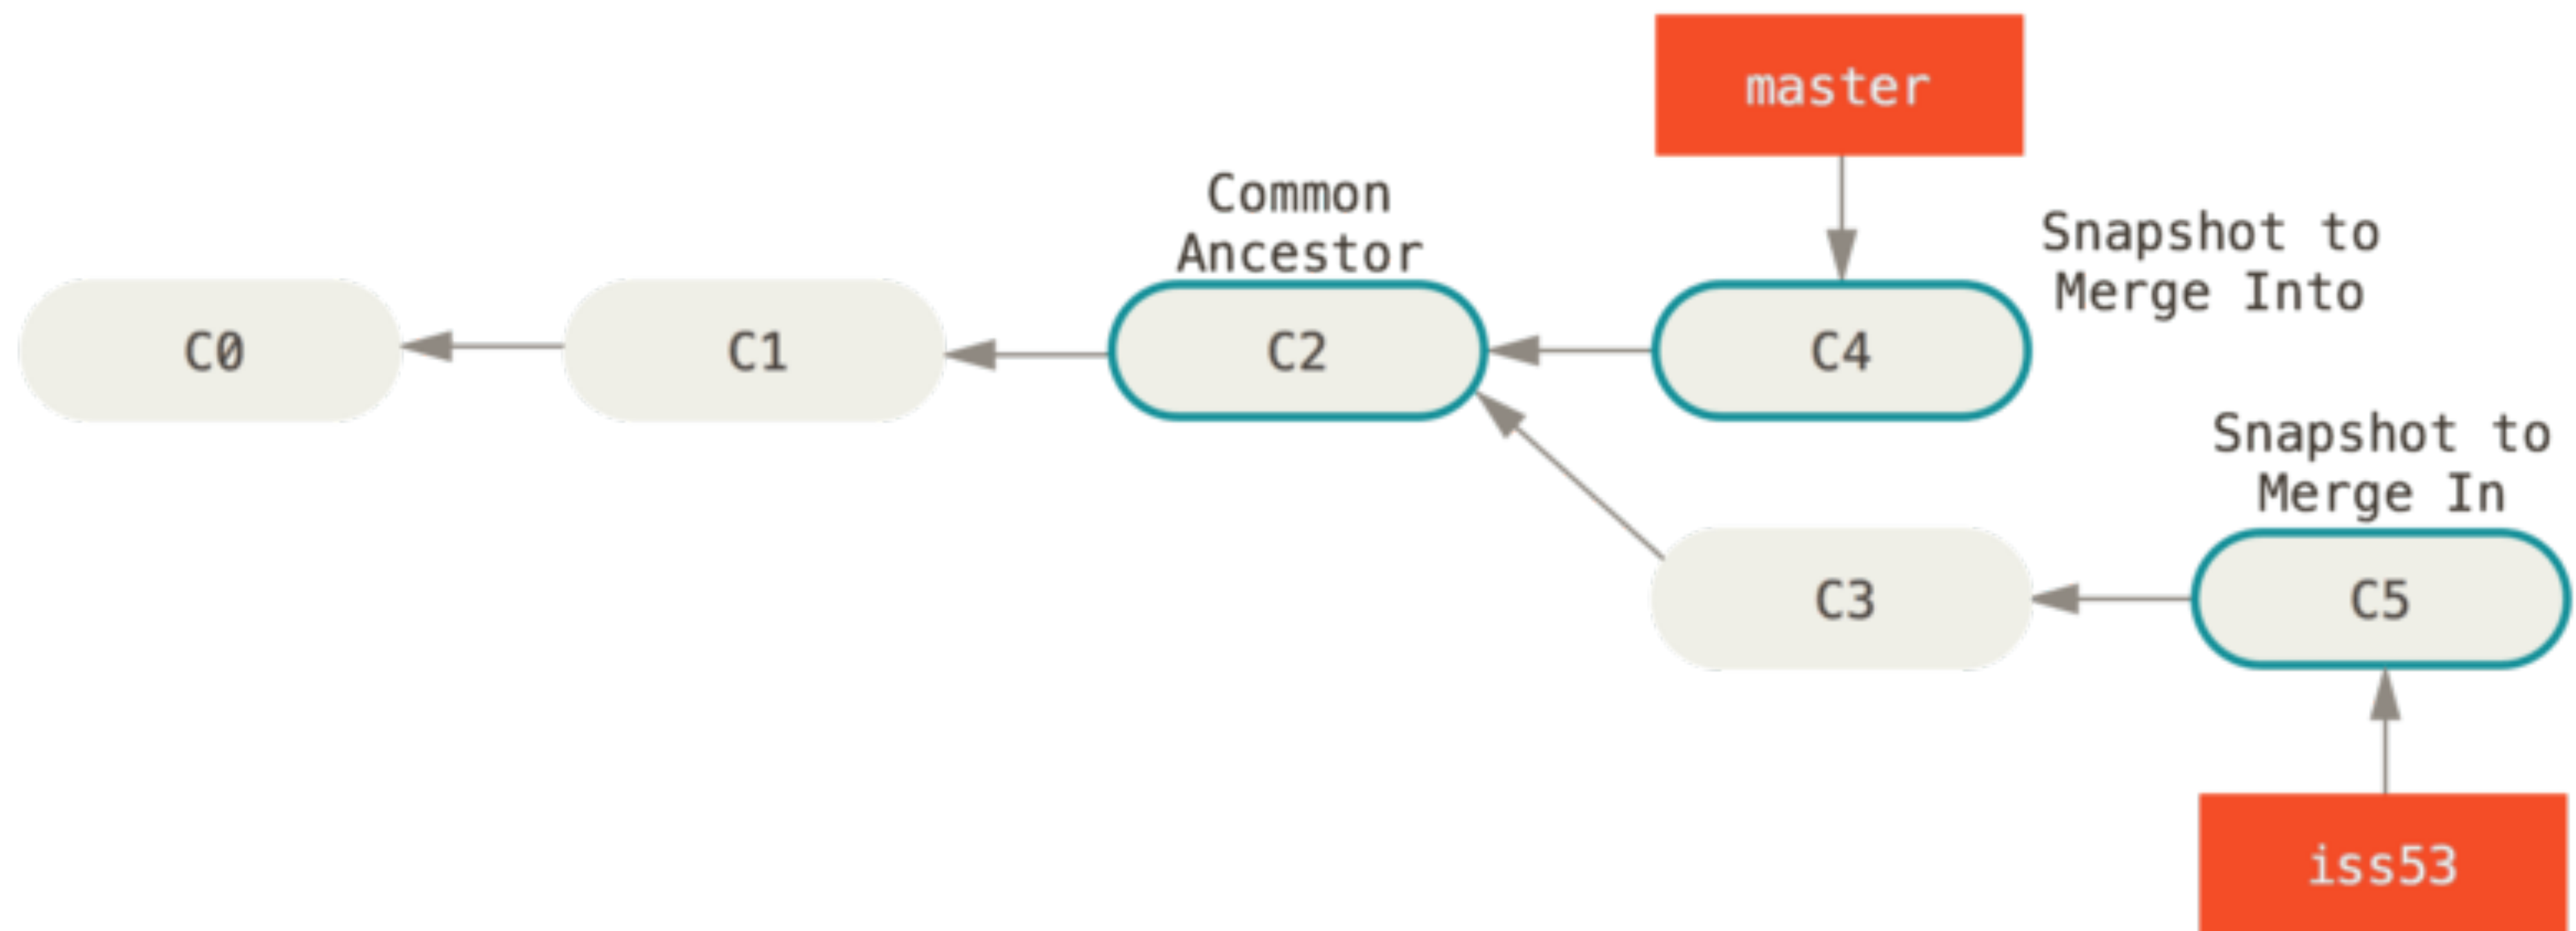 master
Common
Ancestor
Snapshot to
Merge Into
C0
C1
C2
C4
Snapshot to
Merge In
C3
C5
iss53